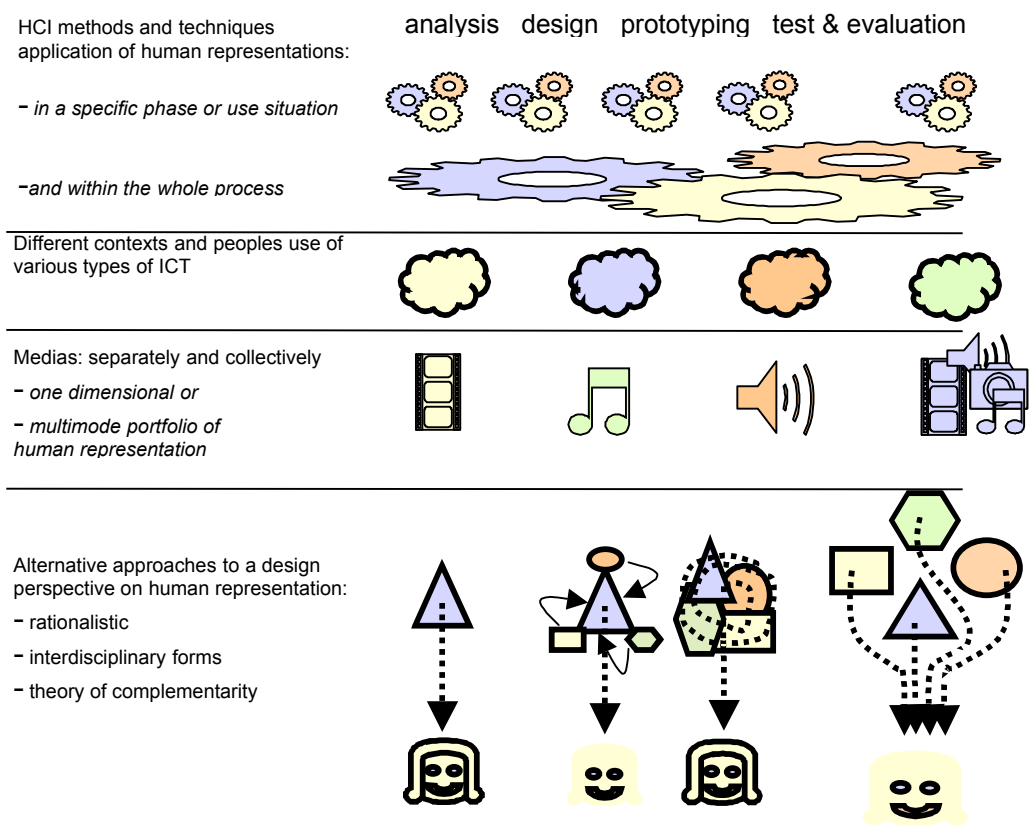 HCI methods and techniques
application of human representations:
analysis design prototyping test & evaluation
- in a specific phase or use situation
-and within the whole process
Different contexts and peoples use of
various types of ICT
Medias: separately and collectively
- one dimensional or
- multimode portfolio of
human representation
Alternative approaches to a design
perspective on human representation:
- rationalistic
- interdisciplinary forms
- theory of complementarity